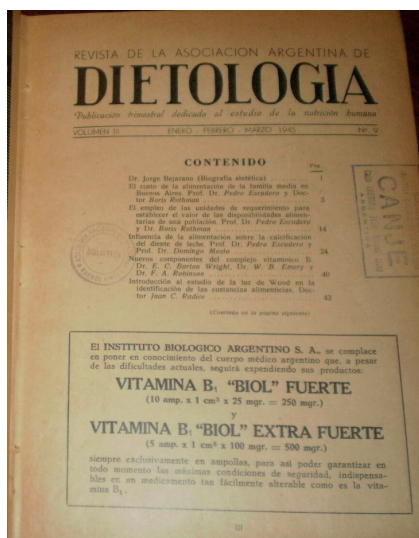 REVISTA DE LA ASOCIACION ARGENTINA DE
DIETOLOGIA
Publicacion trimestral dedicada al estudio de la nutrición humana
VOLUMEN III ENERO - FEBRERO - MARZO 1945 Nº. 9
CONTENIDO
Pág.
Dr. Jorge Bejarano (Biografía sintética) 1
El costo de la alimentación de la familia media en
Buenos Aires. Prof. Dr. Pedro Escudero y Doc-
tor Boris Rothman 3
El empleo de las unidades de requerimiento para
establecer el valor de las disponibilidades alimen-
tarias de una población. Prof. Dr. Pedro Escudero
y Dr. Boris Rothman 14
Influencia de la alimentación sobre la calcificación
del diente de leche. Prof. Dr. Pedro Escudero y
Prof. Dr. Domingo 24
Nuevos componentes del complejo vitamínico B.
Dr. E. C. Barton Wright, Dr. W. B. Emery y
Dr. F. A. Robinson 40
Introducción al estudio de la luz de Wood en la
identificación de las sustancias alimenticias. Doc-
tor Juan C. Radice 43
(Continúa en la página siguiente)
CANJE
El INSTITUTO BIOLOGICO ARGENTINO S. A., se complace
en poner en conocimiento del cuerpo médico argentino que, a pesar
de las dificultades actuales, seguirá expendiendo sus productos:
VITAMINA B₁ "BIOL" FUERTE
(10 amp. x 1 cm³ x 25 mgr. = 250 mgr.)
y
VITAMINA B₁ "BIOL" EXTRA FUERTE
(5 amp. x 1 cm³ x 100 mgr. = 500 mgr.)
siempre exclusivamente en ampollas, para así poder garantizar en
todo momento las máximas condiciones de seguridad, indispensa-
bles en un medicamento tan fácilmente alterable como es la vita-
mina B₁.
III